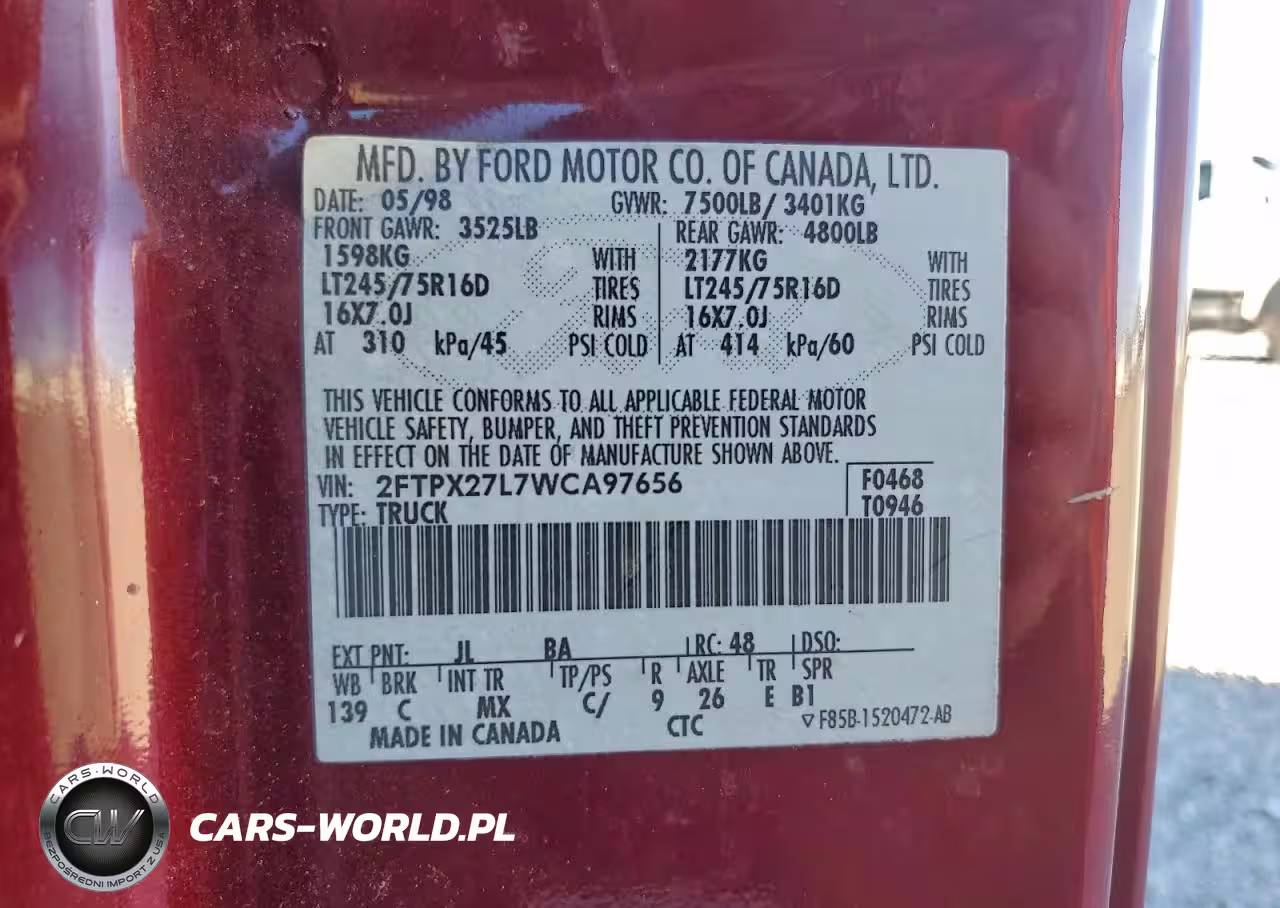 MFD. BY FORD MOTOR CO. OF CANADA, LTD.
DATE: 05/98 GVWR: 7500LB/ 3401KG
FRONT GAWR: 3525LB REAR GAWR: 4800LB
1598KG WITH 2177KG WITH
LT245/75R16D TIRES LT245/75R16D TIRES
16X7.0J RIMS 16X7.0J RIMS
AT 310 kPa/45 PSI COLD AT 414 kPa/60 PSI COLD
THIS VEHICLE CONFORMS TO ALL APPLICABLE FEDERAL MOTOR
VEHICLE SAFETY, BUMPER, AND THEFT PREVENTION STANDARDS
IN EFFECT ON THE DATE OF MANUFACTURE SHOWN ABOVE.
VIN: 2FTPX27L7WCA97656 F0468
TYPE: TRUCK T0946
EXT PNT: JL BA RC: 48 DSO:
WB BRK INT TR TP/PS R AXLE TR SPR
139 C MX C/ 9 26 E B1
MADE IN CANADA CTC ▽F85B-1520472-AB
CARS-WORLD
CW
BEZPOŚREDNI IMPORT Z USA
CARS-WORLD.PL